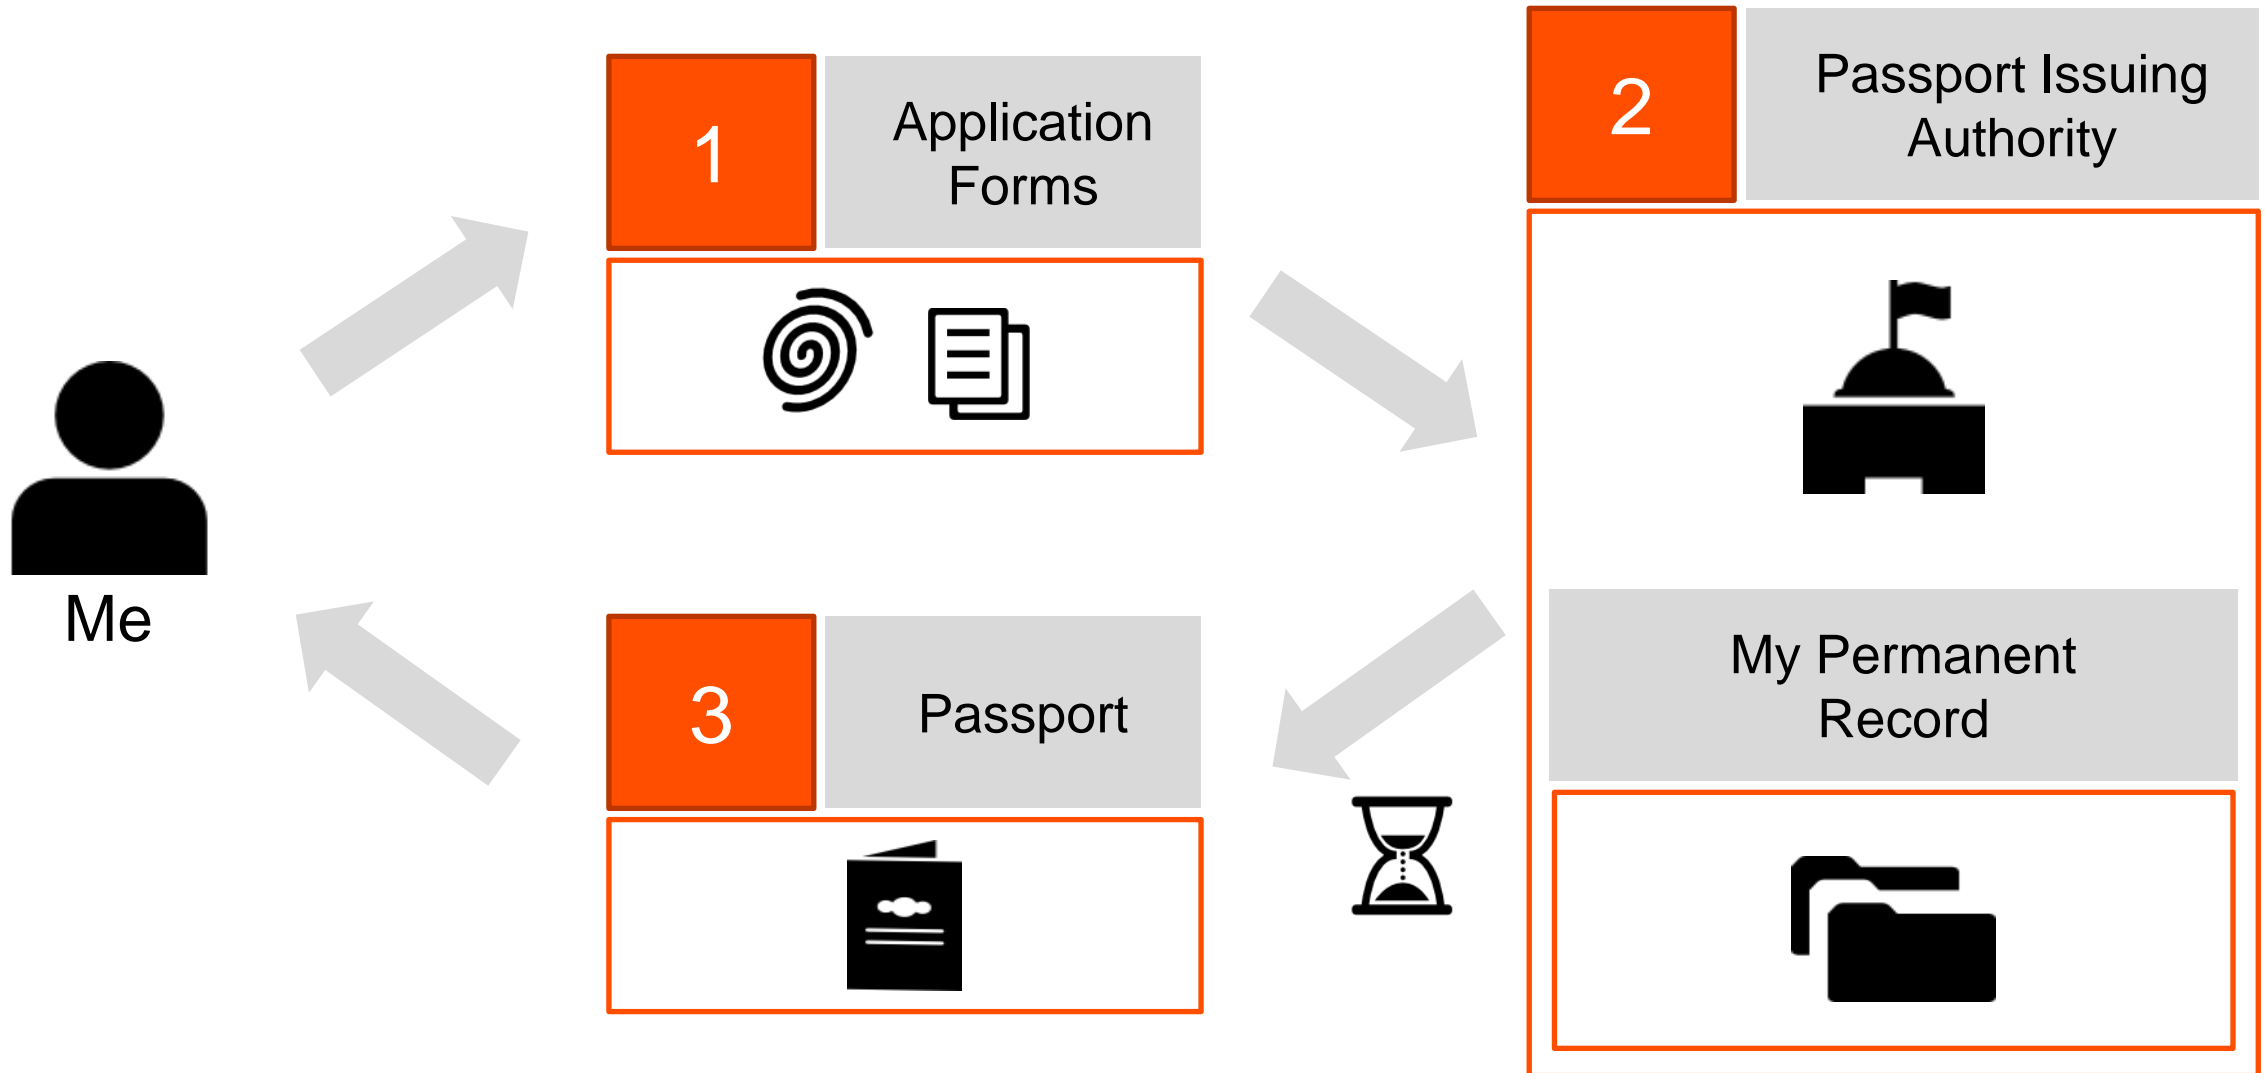 1
Application
Forms
2
Passport Issuing
Authority
Me
My Permanent
Record
3
Passport